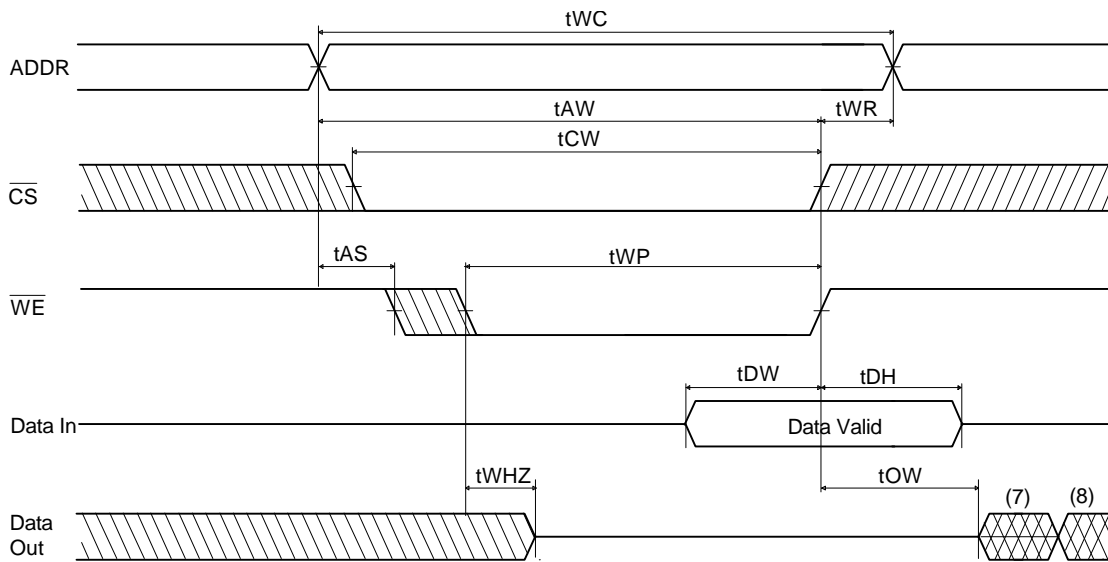 tWC
ADDR
tAW
tWR
tCW
CS
tAS
tWP
WE
tDW
tDH
Data In
Data Valid
tWHZ
tOW
(7)
(8)
Data
Out